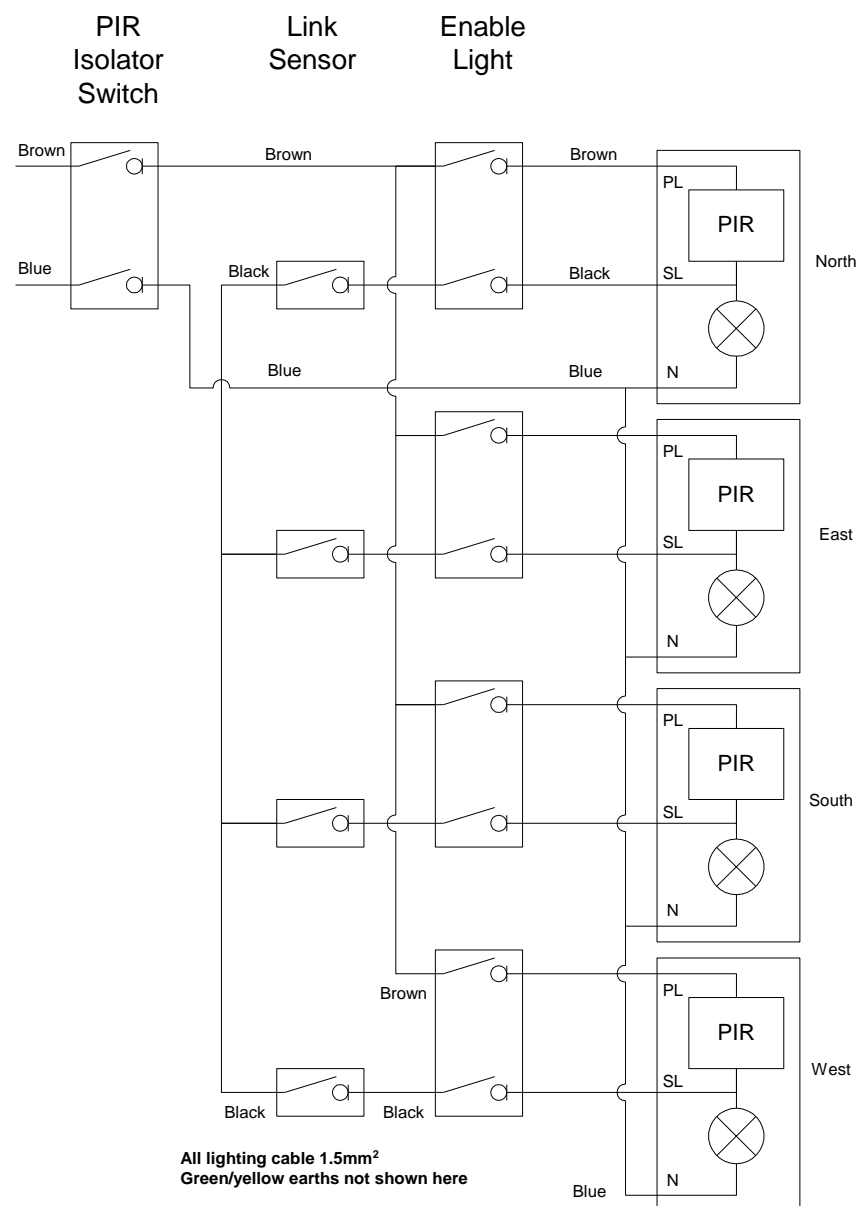 PIR
Isolator
Switch
Link
Sensor
Enable
Light
Brown
Brown
Brown
PL
PIR
North
Blue
Black
Black
SL
Blue
Blue
N
PL
PIR
East
SL
N
PL
PIR
South
SL
N
Brown
PL
PIR
West
SL
Black
Black
All lighting cable 1.5mm²
Green/yellow earths not shown here
Blue
N